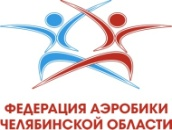 ФЕДЕРАЦИЯ АЭРОБИКИ
ЧЕЛЯБИНСКОЙ ОБЛАСТИ